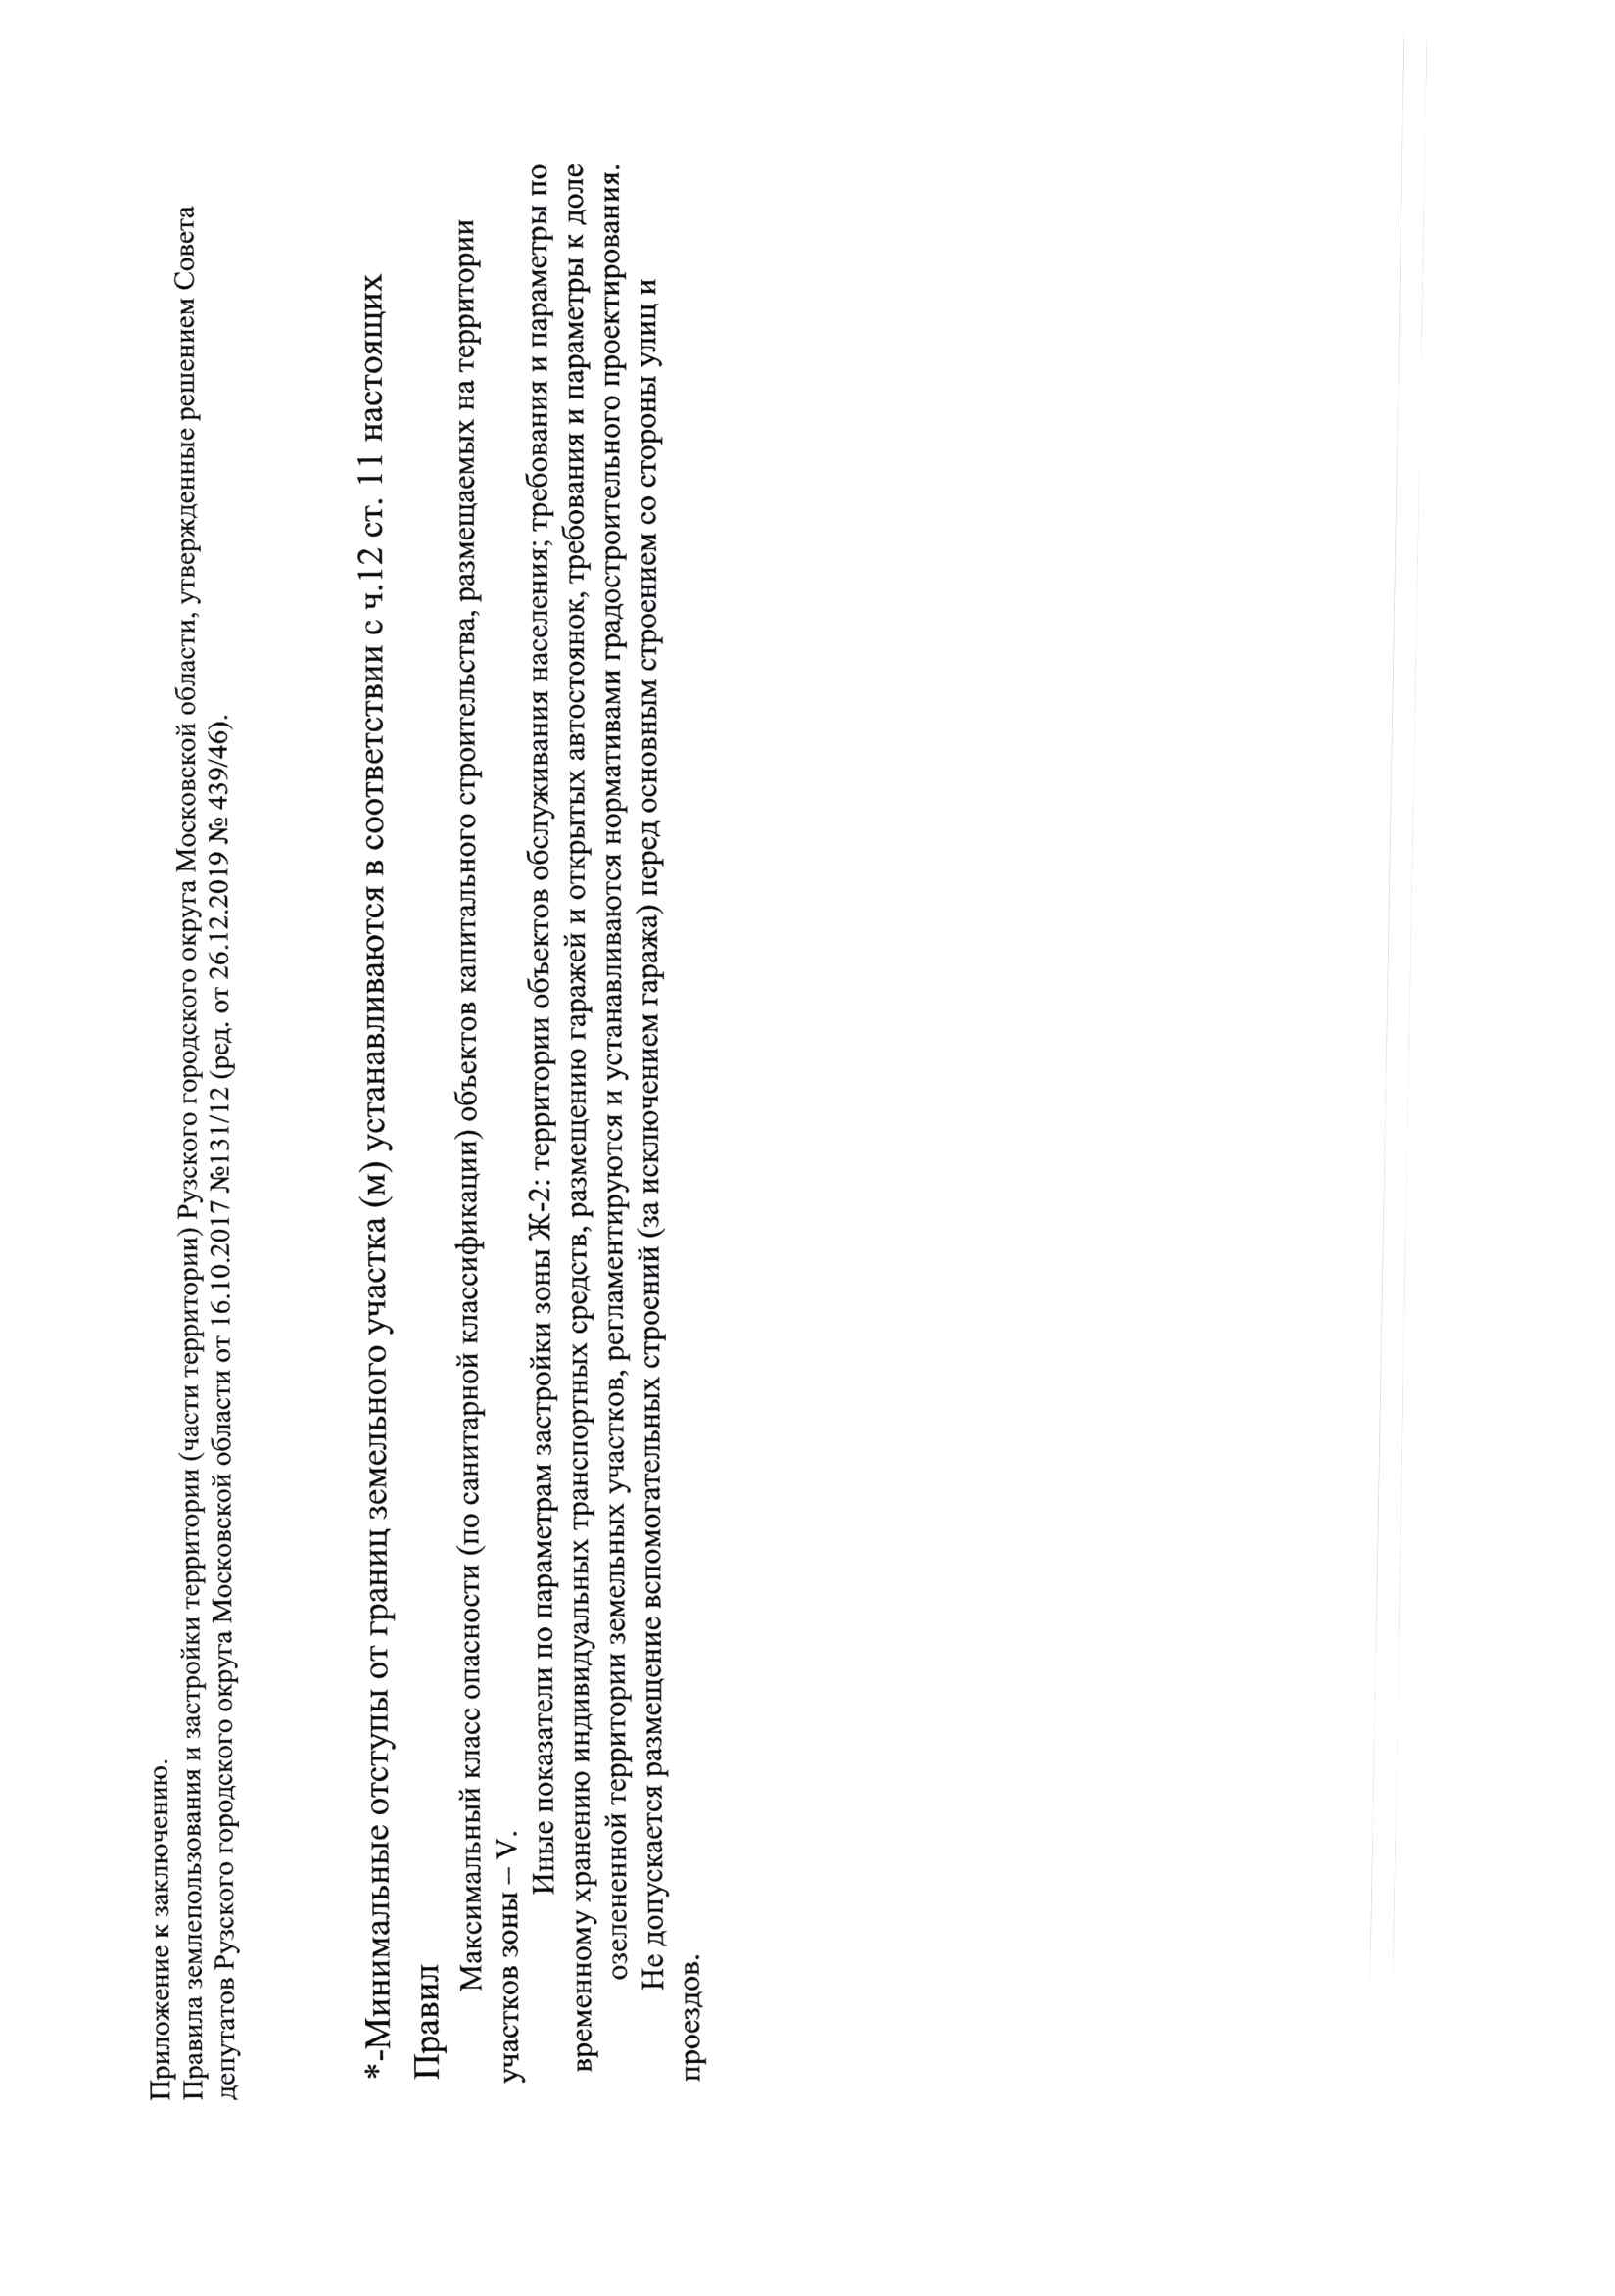 Приложение к заключению.
Правила землепользования и застройки территории (части территории) Рузского городского округа Московской области, утвержденные решением Совета
депутатов Рузского городского округа Московской области от 16.10.2017 №131/12 (ред. от 26.12.2019 № 439/46).
*-Минимальные отступы от границ земельного участка (м) устанавливаются в соответствии с ч.12 ст. 11 настоящих
Правил
Максимальный класс опасности (по санитарной классификации) объектов капитального строительства, размещаемых на территории
участков зоны – V.
Иные показатели по параметрам застройки зоны Ж-2: территории объектов обслуживания населения; требования и параметры по
временному хранению индивидуальных транспортных средств, размещению гаражей и открытых автостоянок, требования и параметры к доле
озелененной территории земельных участков, регламентируются и устанавливаются нормативами градостроительного проектирования.
Не допускается размещение вспомогательных строений (за исключением гаража) перед основным строением со стороны улиц и
проездов.